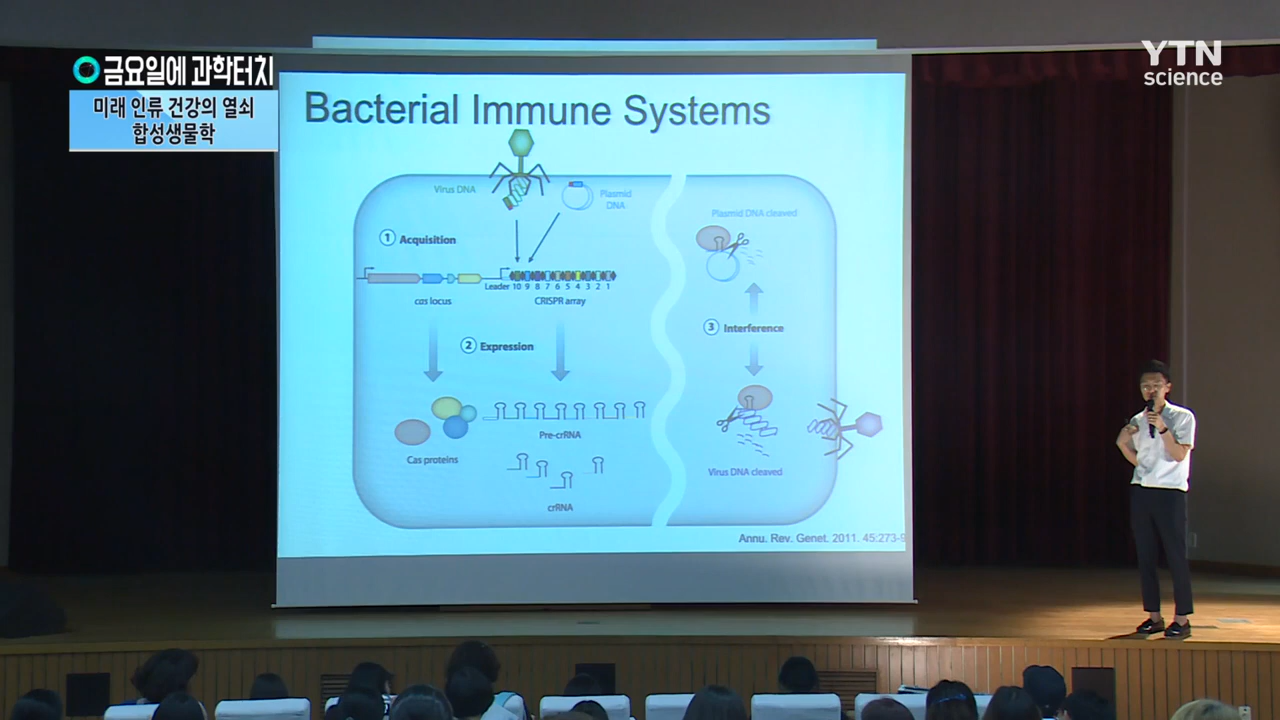 금요일에 과학터치
미래 인류 건강의 열쇠
합성생물학
YTN
science
Bacterial Immune Systems
Virus DNA
Plasmid
DNA
1 Acquisition
Leader 10 9 8 7 6 5 4 3 2 1
cas locus
CRISPR array
2 Expression
Pre-crRNA
Cas proteins
crRNA
Plasmid DNA cleaved
3 Interference
Virus DNA cleaved
Annu. Rev. Genet. 2011. 45:273-9